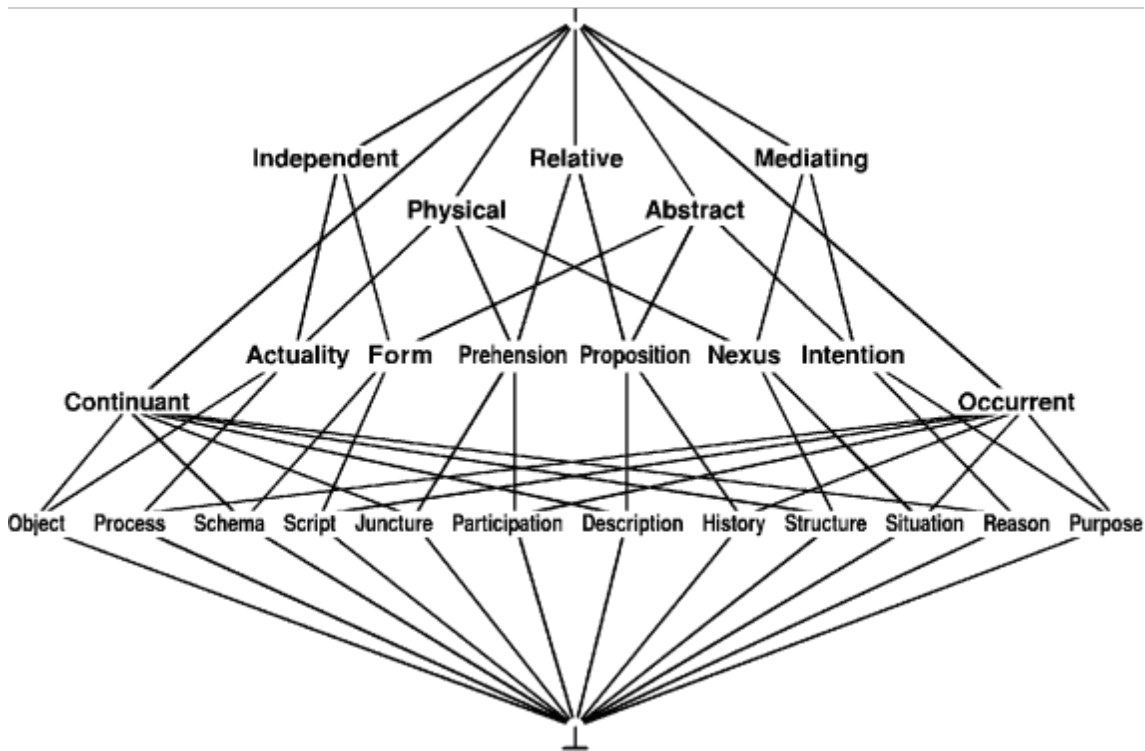 Independent Relative Mediating
Physical Abstract
Actuality Form Prehension Proposition Nexus Intention
Continuant Occurrent
Object Process Schema Script Juncture Participation Description History Structure Situation Reason Purpose
⊥